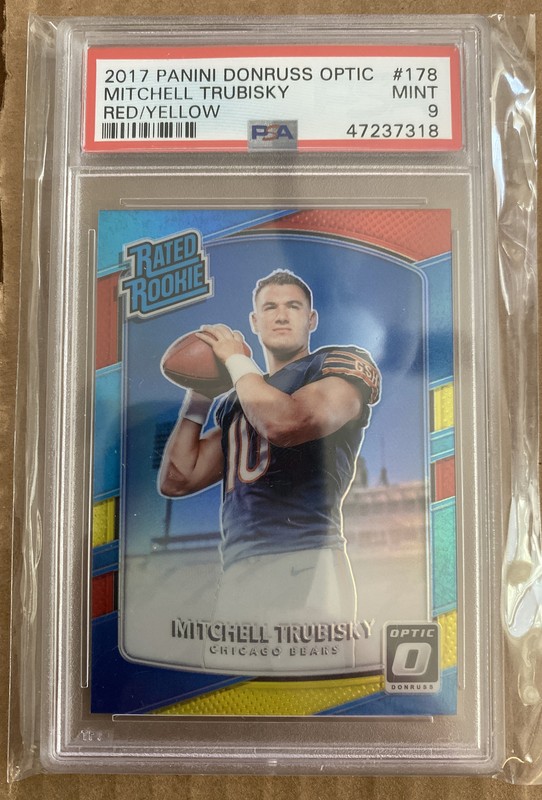 2017 PANINI DONRUSS OPTIC #178
MITCHELL TRUBISKY MINT
RED/YELLOW 9
PSA 47237318
RATED
ROOKIE
GSH
10
MITCHELL TRUBISKY
CHICAGO BEARS
OPTIC
O
DONRUSS